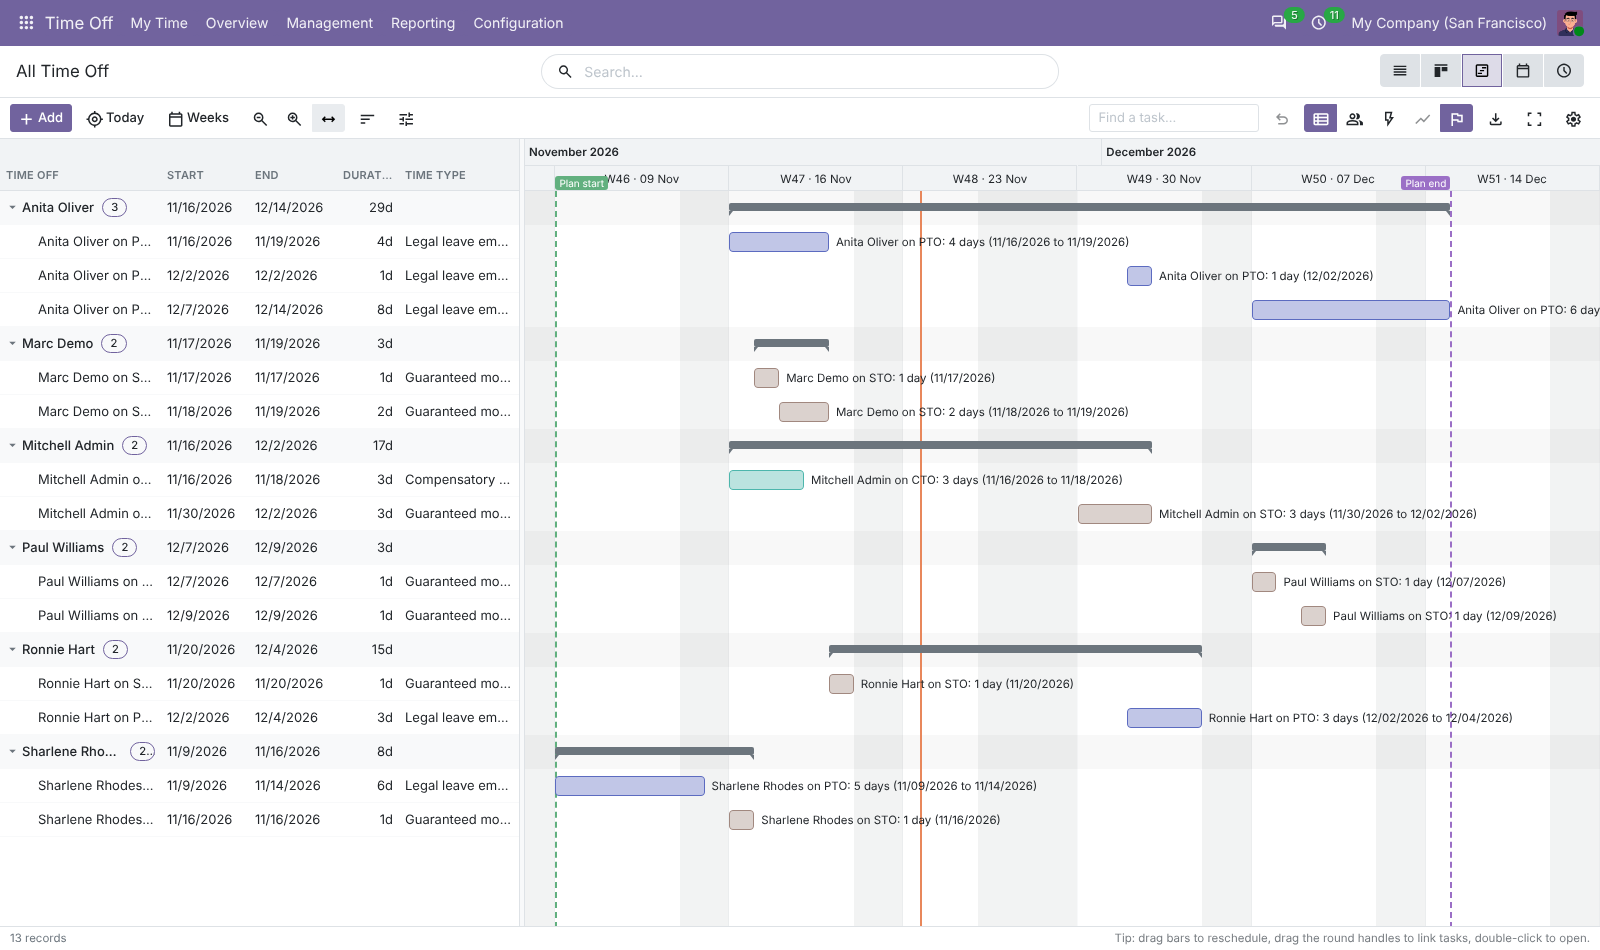 Time Off My Time Overview Management Reporting Configuration 5 11 My Company (San Francisco)
All Time Off Search...
Add Today Weeks Find a task...
November 2026 December 2026
TIME OFF START END DURAT... TIME TYPE Plan start W46 · 09 Nov W47 · 16 Nov W48 · 23 Nov W49 · 30 Nov W50 · 07 Dec Plan end W51 · 14 Dec
Anita Oliver 3 11/16/2026 12/14/2026 29d
Anita Oliver on P... 11/16/2026 11/19/2026 4d Legal leave em... Anita Oliver on PTO: 4 days (11/16/2026 to 11/19/2026)
Anita Oliver on P... 12/2/2026 12/2/2026 1d Legal leave em... Anita Oliver on PTO: 1 day (12/02/2026)
Anita Oliver on P... 12/7/2026 12/14/2026 8d Legal leave em... Anita Oliver on PTO: 6 day
Marc Demo 2 11/17/2026 11/19/2026 3d
Marc Demo on S... 11/17/2026 11/17/2026 1d Guaranteed mo... Marc Demo on STO: 1 day (11/17/2026)
Marc Demo on S... 11/18/2026 11/19/2026 2d Guaranteed mo... Marc Demo on STO: 2 days (11/18/2026 to 11/19/2026)
Mitchell Admin 2 11/16/2026 12/2/2026 17d
Mitchell Admin o... 11/16/2026 11/18/2026 3d Compensatory ... Mitchell Admin on CTO: 3 days (11/16/2026 to 11/18/2026)
Mitchell Admin o... 11/30/2026 12/2/2026 3d Guaranteed mo... Mitchell Admin on STO: 3 days (11/30/2026 to 12/02/2026)
Paul Williams 2 12/7/2026 12/9/2026 3d
Paul Williams on ... 12/7/2026 12/7/2026 1d Guaranteed mo... Paul Williams on STO: 1 day (12/07/2026)
Paul Williams on ... 12/9/2026 12/9/2026 1d Guaranteed mo... Paul Williams on STO: 1 day (12/09/2026)
Ronnie Hart 2 11/20/2026 12/4/2026 15d
Ronnie Hart on S... 11/20/2026 11/20/2026 1d Guaranteed mo... Ronnie Hart on STO: 1 day (11/20/2026)
Ronnie Hart on P... 12/2/2026 12/4/2026 3d Legal leave em... Ronnie Hart on PTO: 3 days (12/02/2026 to 12/04/2026)
Sharlene Rho... 2.. 11/9/2026 11/16/2026 8d
Sharlene Rhodes... 11/9/2026 11/14/2026 6d Legal leave em... Sharlene Rhodes on PTO: 5 days (11/09/2026 to 11/14/2026)
Sharlene Rhodes... 11/16/2026 11/16/2026 1d Guaranteed mo... Sharlene Rhodes on STO: 1 day (11/16/2026)
13 records Tip: drag bars to reschedule, drag the round handles to link tasks, double-click to open.